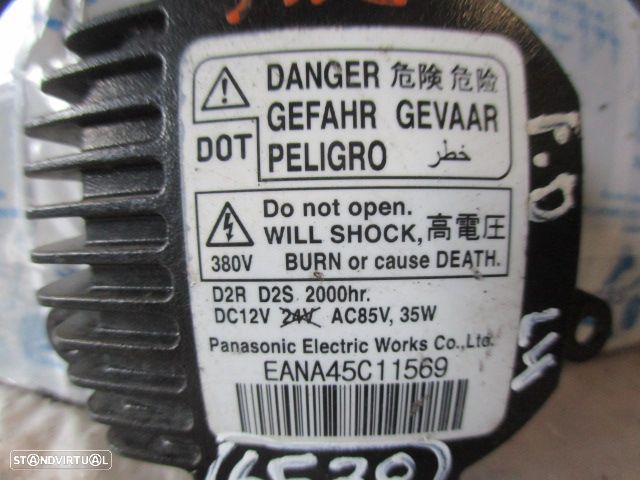 DANGER 危険 危险
GEFAHR GEVAAR
DOT PELIGRO خطر
Do not open.
WILL SHOCK, 高電圧
380V BURN or cause DEATH.
D2R D2S 2000hr.
DC12V 24V AC85V, 35W
Panasonic Electric Works Co.,Ltd.
EANA45C11569
F.D
L4
STANDVIRTUAL